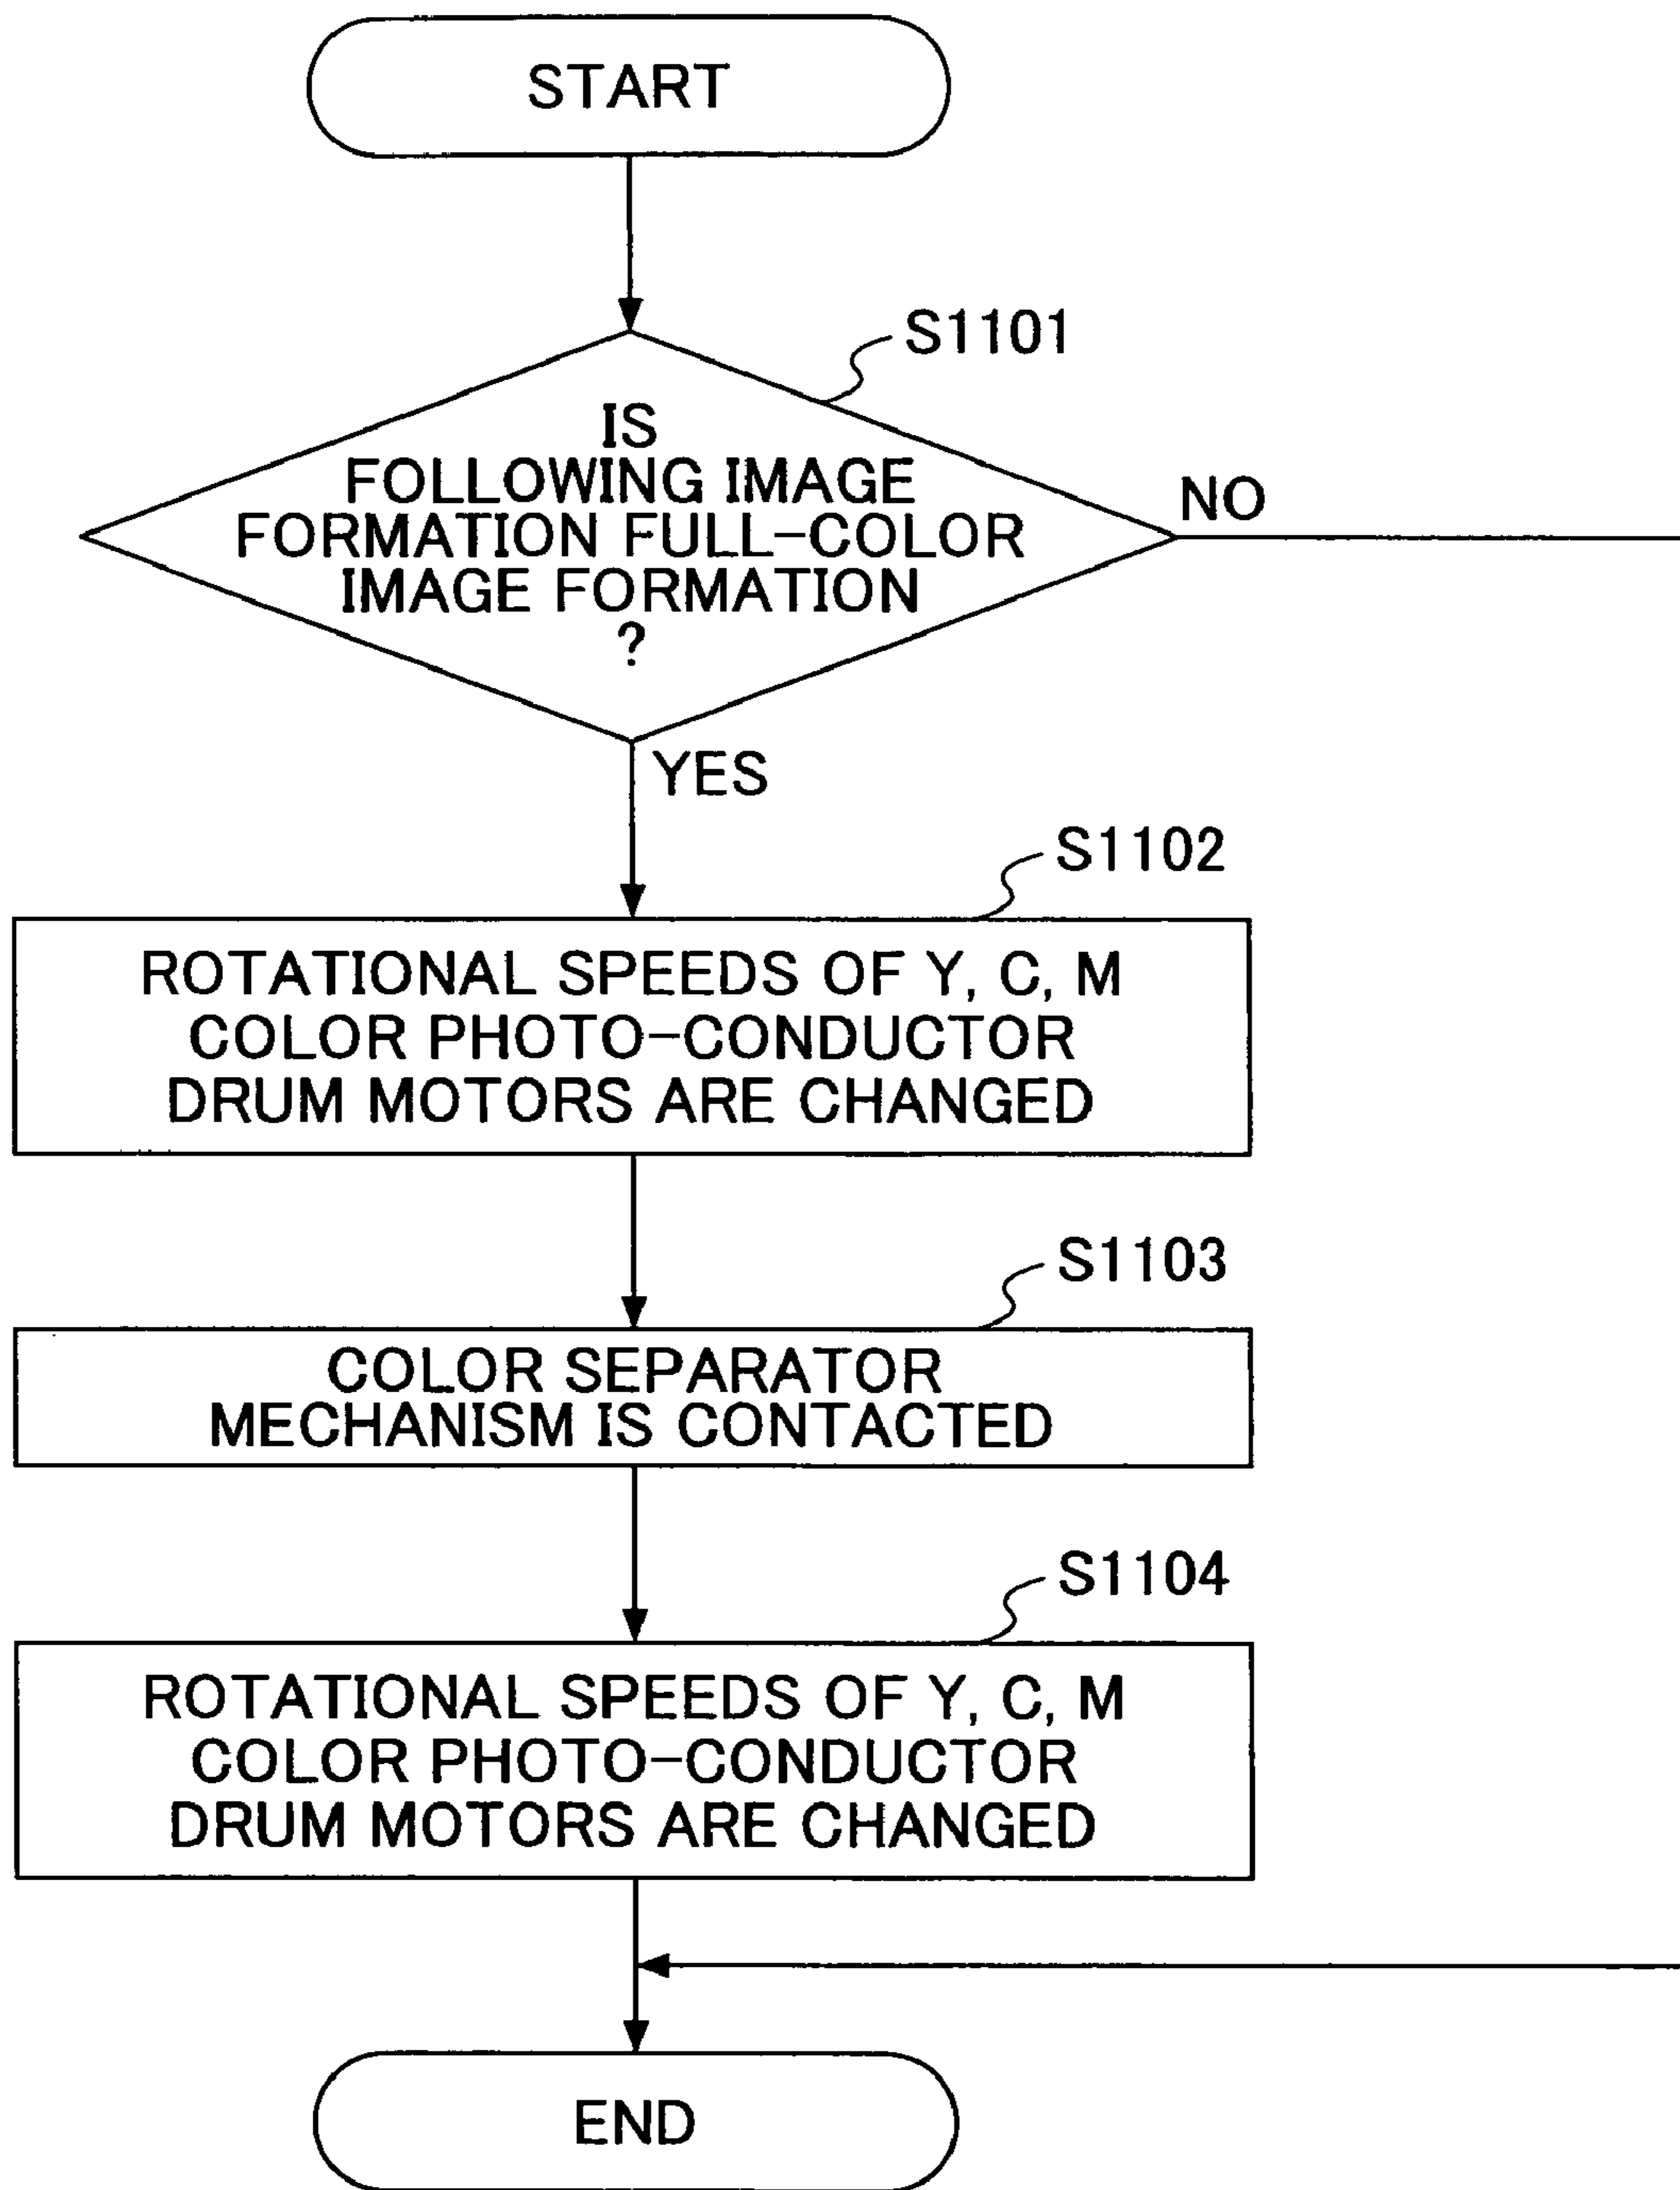 START
S1101
IS
FOLLOWING IMAGE
FORMATION FULL-COLOR
IMAGE FORMATION
?
NO
YES
S1102
ROTATIONAL SPEEDS OF Y, C, M
COLOR PHOTO-CONDUCTOR
DRUM MOTORS ARE CHANGED
S1103
COLOR SEPARATOR
MECHANISM IS CONTACTED
S1104
ROTATIONAL SPEEDS OF Y, C, M
COLOR PHOTO-CONDUCTOR
DRUM MOTORS ARE CHANGED
END